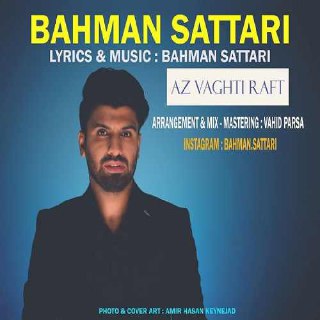 BAHMAN SATTARI
LYRICS & MUSIC : BAHMAN SATTARI
AZ VAGHTI RAFT
ARRANGEMENT & MIX - MASTERING : VAHID PARSA
INSTAGRAM : BAHMAN.SATTARI
PHOTO & COVER ART : AMIR HASAN KEYNEJAD